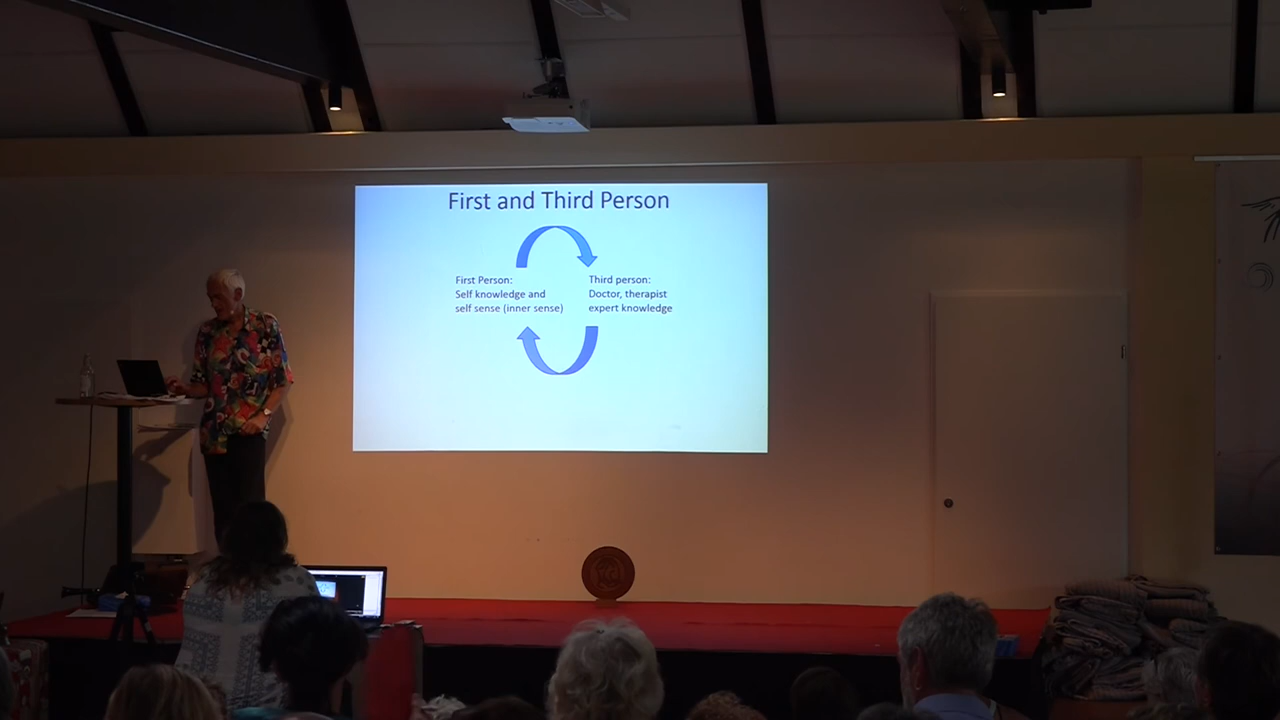 First and Third Person
First Person:
Self knowledge and
self sense (inner sense)
Third person:
Doctor, therapist
expert knowledge